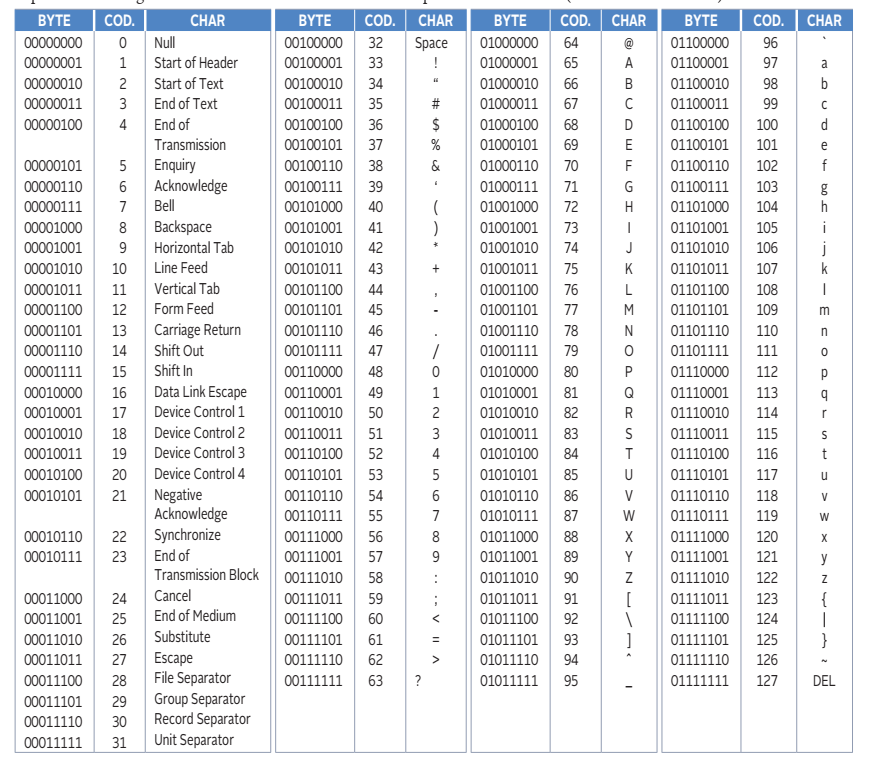 BYTE COD. CHAR BYTE COD. CHAR BYTE COD. CHAR BYTE COD. CHAR
00000000 0 Null 00100000 32 Space 01000000 64 @ 01100000 96 `
00000001 1 Start of Header 00100001 33 ! 01000001 65 A 01100001 97 a
00000010 2 Start of Text 00100010 34 “ 01000010 66 B 01100010 98 b
00000011 3 End of Text 00100011 35 # 01000011 67 C 01100011 99 c
00000100 4 End of 00100100 36 $ 01000100 68 D 01100100 100 d
Transmission 00100101 37 % 01000101 69 E 01100101 101 e
00000101 5 Enquiry 00100110 38 & 01000110 70 F 01100110 102 f
00000110 6 Acknowledge 00100111 39 ‘ 01000111 71 G 01100111 103 g
00000111 7 Bell 00101000 40 ( 01001000 72 H 01101000 104 h
00001000 8 Backspace 00101001 41 ) 01001001 73 I 01101001 105 i
00001001 9 Horizontal Tab 00101010 42 * 01001010 74 J 01101010 106 j
00001010 10 Line Feed 00101011 43 + 01001011 75 K 01101011 107 k
00001011 11 Vertical Tab 00101100 44 , 01001100 76 L 01101100 108 l
00001100 12 Form Feed 00101101 45 - 01001101 77 M 01101101 109 m
00001101 13 Carriage Return 00101110 46 . 01001110 78 N 01101110 110 n
00001110 14 Shift Out 00101111 47 / 01001111 79 O 01101111 111 o
00001111 15 Shift In 00110000 48 0 01010000 80 P 01110000 112 p
00010000 16 Data Link Escape 00110001 49 1 01010001 81 Q 01110001 113 q
00010001 17 Device Control 1 00110010 50 2 01010010 82 R 01110010 114 r
00010010 18 Device Control 2 00110011 51 3 01010011 83 S 01110011 115 s
00010011 19 Device Control 3 00110100 52 4 01010100 84 T 01110100 116 t
00010100 20 Device Control 4 00110101 53 5 01010101 85 U 01110101 117 u
00010101 21 Negative 00110110 54 6 01010110 86 V 01110110 118 v
Acknowledge 00110111 55 7 01010111 87 W 01110111 119 w
00010110 22 Synchronize 00111000 56 8 01011000 88 X 01111000 120 x
00010111 23 End of 00111001 57 9 01011001 89 Y 01111001 121 y
Transmission Block 00111010 58 : 01011010 90 Z 01111010 122 z
00011000 24 Cancel 00111011 59 ; 01011011 91 [ 01111011 123 {
00011001 25 End of Medium 00111100 60 < 01011100 92 \ 01111100 124 |
00011010 26 Substitute 00111101 61 = 01011101 93 ] 01111101 125 }
00011011 27 Escape 00111110 62 > 01011110 94 ^ 01111110 126 ~
00011100 28 File Separator 00111111 63 ? 01011111 95 _ 01111111 127 DEL
00011101 29 Group Separator
00011110 30 Record Separator
00011111 31 Unit Separator